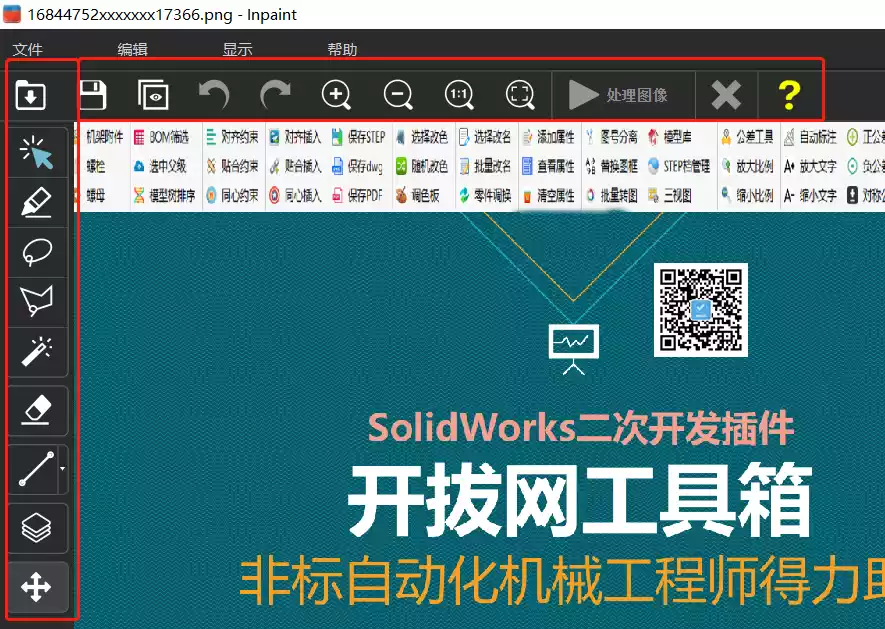 16844752xxxxxxx17366.png - Inpaint
文件 编辑 显示 帮助
1:1 处理图像 ?
机架附件 BOM筛选 对齐约束 对齐插入 保存STEP 选择改色 选择改名 添加属性 图号分离 模型库 公差工具 自动标注 正公
螺栓 选中父级 贴合约束 贴合插入 保存dwg 随机改色 批量改名 查看属性 替换图框 STEP档管理 放大比例 A+ 放大文字 负公
螺母 模型树排序 同心约束 同心插入 保存PDF 调色板 零件调换 清空属性 批量转图 三视图 缩小比例 A- 缩小文字 对称公
SolidWorks二次开发插件
开拔网工具箱
非标自动化机械工程师得力助